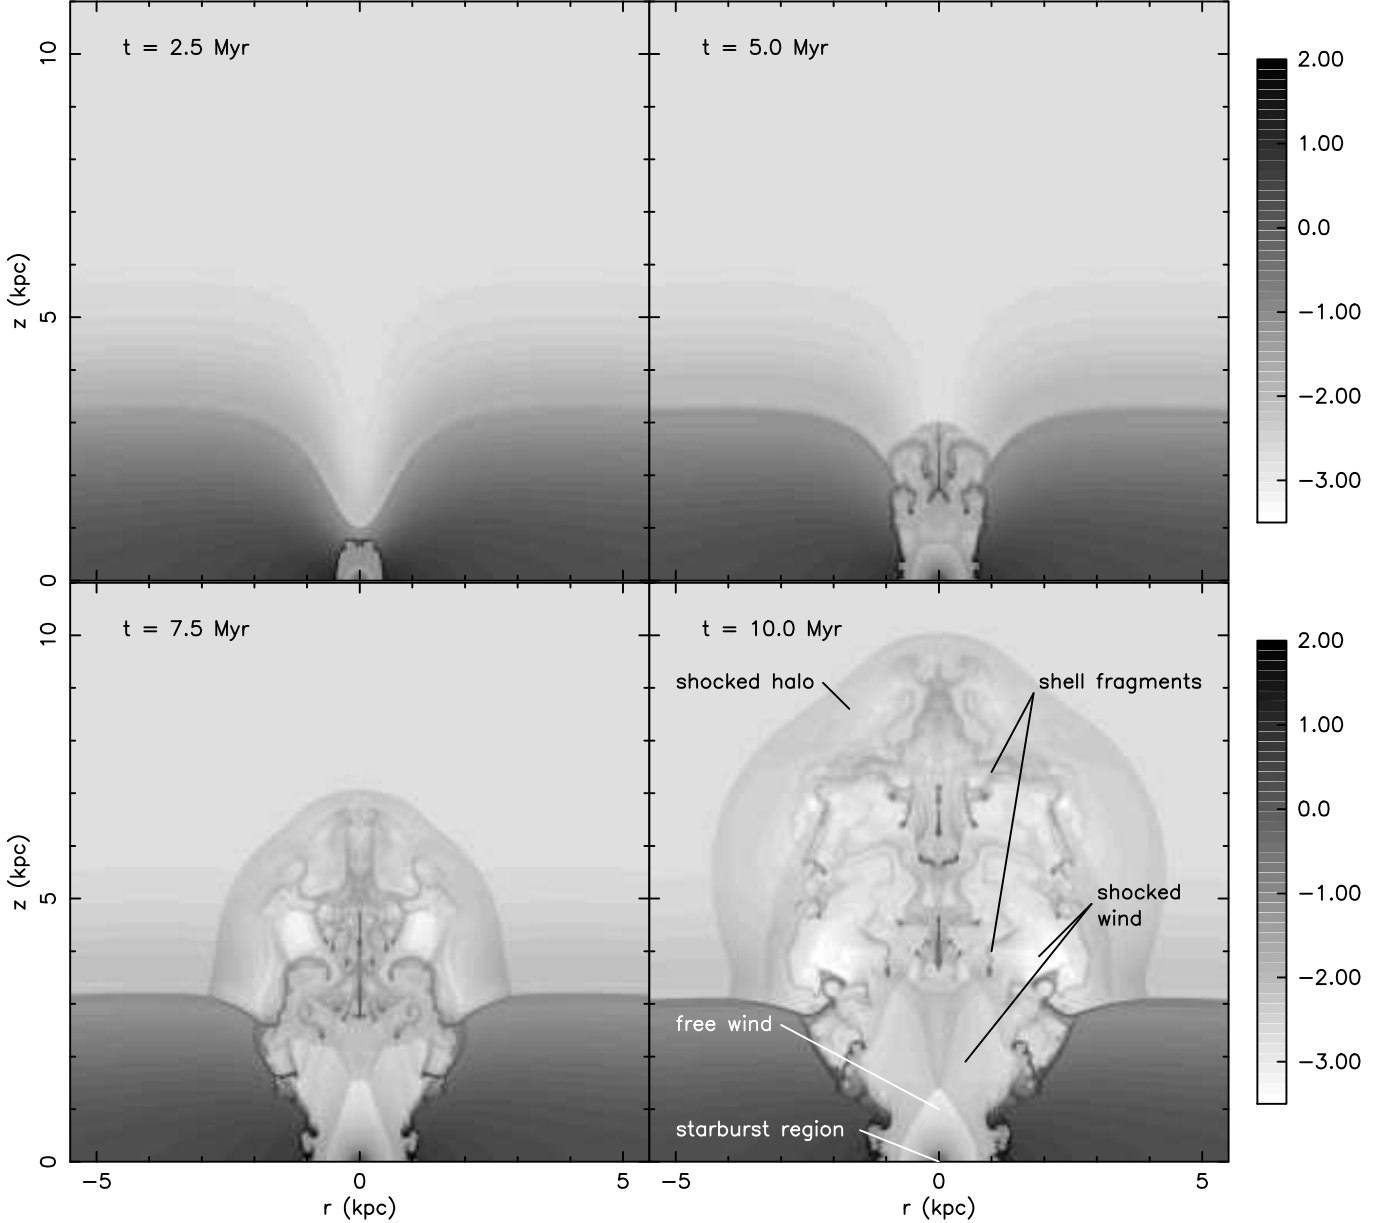 t = 2.5 Myr
t = 5.0 Myr
10
5
0
z (kpc)
2.00
1.00
0.0
−1.00
−2.00
−3.00
t = 7.5 Myr
t = 10.0 Myr
shocked halo
shell fragments
shocked
wind
free wind
starburst region
10
5
0
z (kpc)
2.00
1.00
0.0
−1.00
−2.00
−3.00
−5
0
5
−5
0
5
r (kpc)
r (kpc)